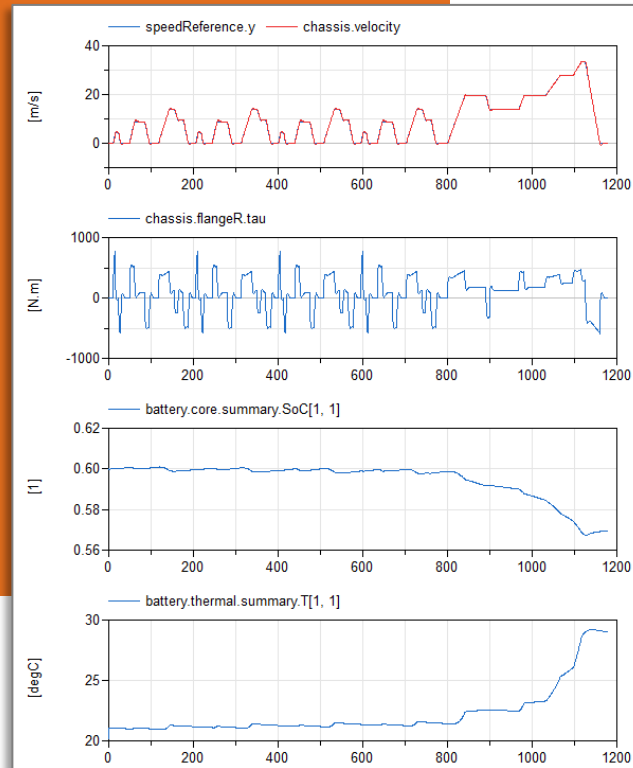 speedReference.y chassis.velocity
40
20
0
[m/s]
0 200 400 600 800 1000 1200
chassis.flangeR.tau
1000
0
-1000
[N.m]
0 200 400 600 800 1000 1200
battery.core.summary.SoC[1, 1]
0.62
0.60
0.58
0.56
[1]
0 200 400 600 800 1000 1200
battery.thermal.summary.T[1, 1]
30
25
20
[degC]
0 200 400 600 800 1000 1200